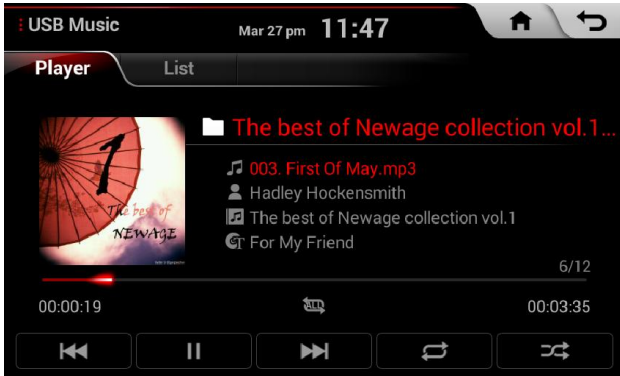 USB Music
Mar 27 pm 11:47
Player
List
1
The best of
NEWAGE
The best of Newage collection vol.1...
003. First Of May.mp3
Hadley Hockensmith
The best of Newage collection vol.1
GT For My Friend
6/12
00:00:19
ALL
00:03:35